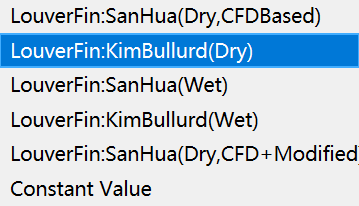 LouverFin:SanHua(Dry,CFDBased)
LouverFin:KimBullurd(Dry)
LouverFin:SanHua(Wet)
LouverFin:KimBullurd(Wet)
LouverFin:SanHua(Dry,CFD+Modified)
Constant Value